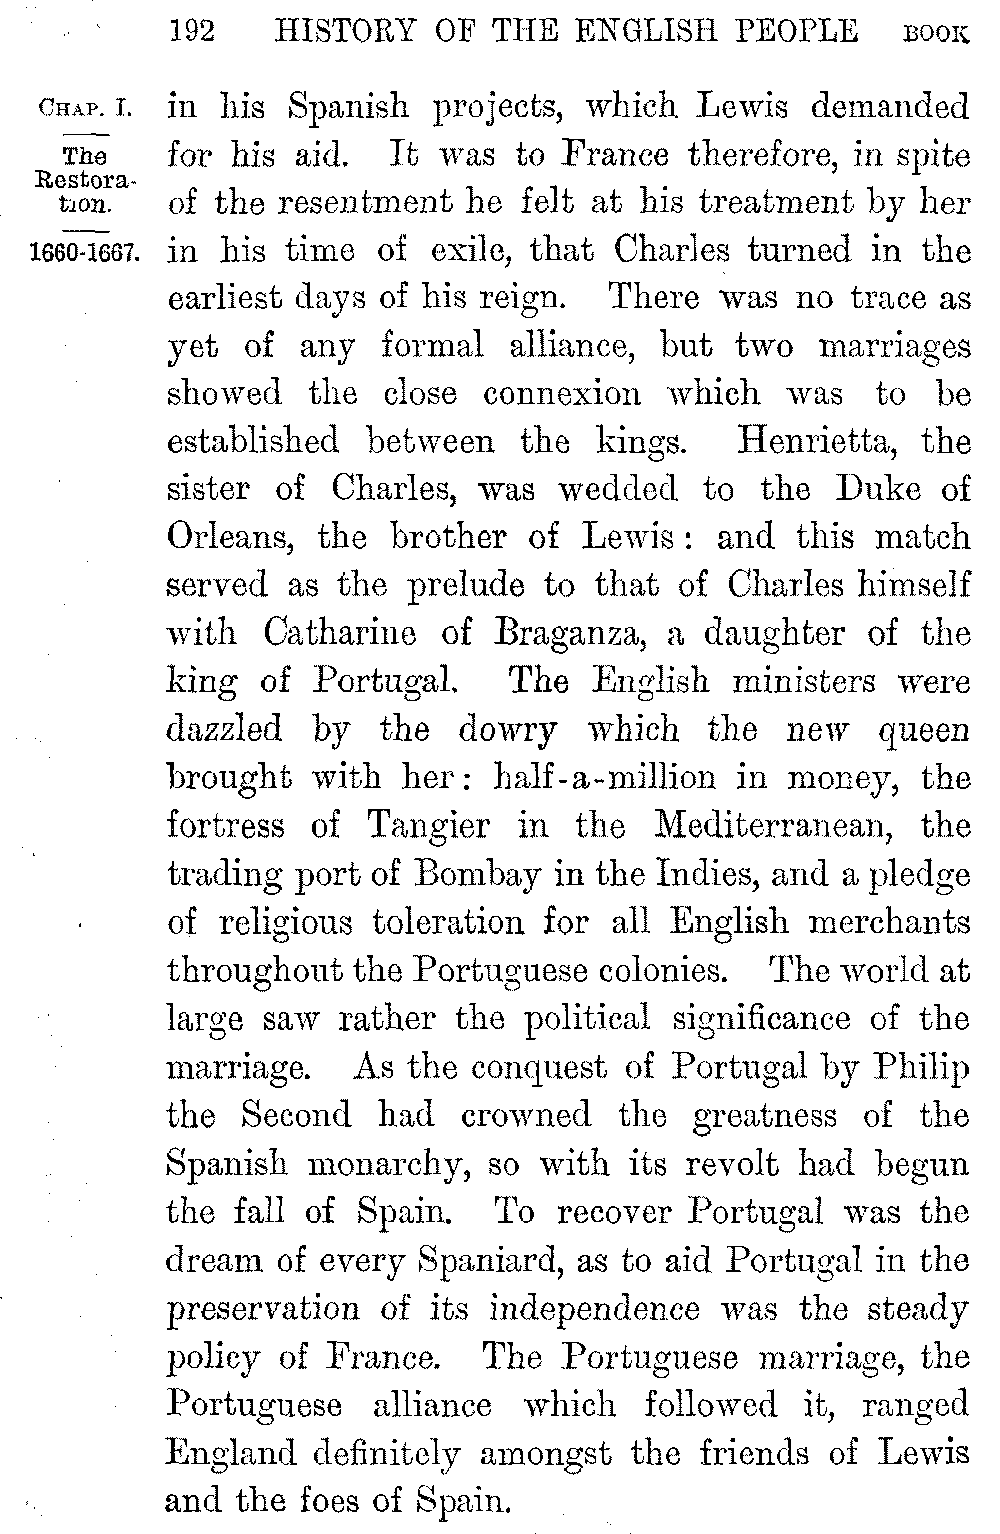 192 HISTORY OF THE ENGLISH PEOPLE BOOK
CHAP. I.
The
Restora-
tion.
1660-1667.
in his Spanish projects, which Lewis demanded
for his aid. It was to France therefore, in spite
of the resentment he felt at his treatment by her
in his time of exile, that Charles turned in the
earliest days of his reign. There was no trace as
yet of any formal alliance, but two marriages
showed the close connexion which was to be
established between the kings. Henrietta, the
sister of Charles, was wedded to the Duke of
Orleans, the brother of Lewis : and this match
served as the prelude to that of Charles himself
with Catharine of Braganza, a daughter of the
king of Portugal. The English ministers were
dazzled by the dowry which the new queen
brought with her : half-a-million in money, the
fortress of Tangier in the Mediterranean, the
trading port of Bombay in the Indies, and a pledge
of religious toleration for all English merchants
throughout the Portuguese colonies. The world at
large saw rather the political significance of the
marriage. As the conquest of Portugal by Philip
the Second had crowned the greatness of the
Spanish monarchy, so with its revolt had begun
the fall of Spain. To recover Portugal was the
dream of every Spaniard, as to aid Portugal in the
preservation of its independence was the steady
policy of France. The Portuguese marriage, the
Portuguese alliance which followed it, ranged
England definitely amongst the friends of Lewis
and the foes of Spain.